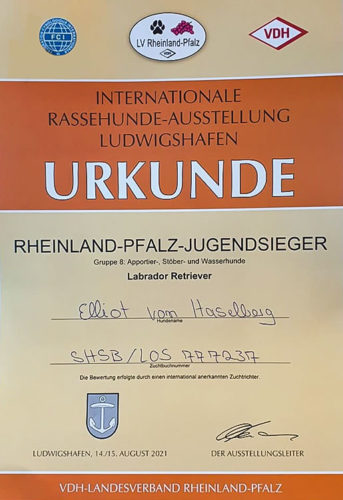 FCI
LV Rheinland-Pfalz
VDH
VDH
INTERNATIONALE
RASSEHUNDE-AUSSTELLUNG
LUDWIGSHAFEN
URKUNDE
RHEINLAND-PFALZ-JUGENDSIEGER
Gruppe 8: Apportier-, Stöber- und Wasserhunde
Labrador Retriever
Elliot von Haselberg
Hundename
SHSB/LOS 777237
Zuchtbuchnummer
Die Bewertung erfolgte durch einen international anerkannten Zuchtrichter.
LUDWIGSHAFEN, 14./15. AUGUST 2021
DER AUSSTELLUNGSLEITER
VDH-LANDESVERBAND RHEINLAND-PFALZ